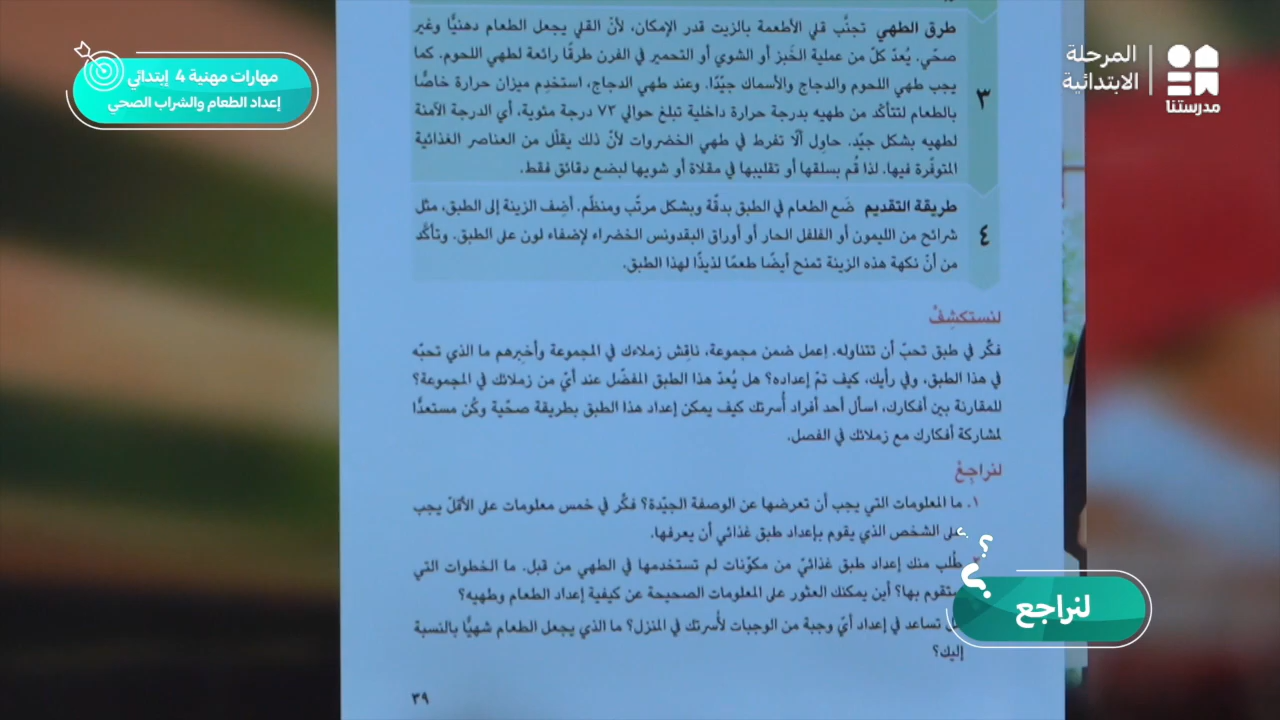 مهارات مهنية 4 إبتدائي
إعداد الطعام والشراب الصحي
المرحلة
الابتدائية
مدرستنا
٣
طرق الطهي تجنَّب قلي الأطعمة بالزيت قدر الإمكان، لأنّ القلي يجعل الطعام دهنيًّا وغير
صحّي. يُعدّ كلّ من عملية الخَبز أو الشوي أو التحمير في الفرن طرقًا رائعة لطهي اللحوم. كما
يجب طهي اللحوم والدجاج والأسماك جيّدًا. وعند طهي الدجاج، استخدِم ميزان حرارة خاصًّا
بالطعام لتتأكّد من طهيه بدرجة حرارة داخلية تبلغ حوالي ٧٣ درجة مئوية، أي الدرجة الآمنة
لطهيه بشكل جيّد. حاوِل ألّا تفرط في طهي الخضروات لأنّ ذلك يقلّل من العناصر الغذائية
المتوفّرة فيها. لذا قُم بسلقها أو تقليبها في مقلاة أو شويها لبضع دقائق فقط.
٤
طريقة التقديم ضَع الطعام في الطبق بدقّة وبشكل مرتّب ومنظّم. أضِف الزينة إلى الطبق، مثل
شرائح من الليمون أو الفلفل الحار أو أوراق البقدونس الخضراء لإضفاء لون على الطبق. وتأكَّد
من أنّ نكهة هذه الزينة تمنح أيضًا طعمًا لذيذًا لهذا الطبق.
لنستكشِفْ
فكِّر في طبق تحبّ أن تتناوله. اِعمل ضمن مجموعة، ناقِش زملاءك في المجموعة وأخبِرهم ما الذي تحبّه
في هذا الطبق، وفي رأيك، كيف تمّ إعداده؟ هل يُعدّ هذا الطبق المفضّل عند أيّ من زملائك في المجموعة؟
للمقارنة بين أفكارك، اسأل أحد أفراد أُسرتك كيف يمكن إعداد هذا الطبق بطريقة صحّية وكُن مستعدًّا
لمشاركة أفكارك مع زملائك في الفصل.
لنراجِعْ
١. ما المعلومات التي يجب أن تعرضها عن الوصفة الجيّدة؟ فكِّر في خمس معلومات على الأقلّ يجب
على الشخص الذي يقوم بإعداد طبق غذائي أن يعرفها.
طُلب منك إعداد طبق غذائيّ من مكوّنات لم تستخدمها في الطهي من قبل. ما الخطوات التي
ستقوم بها؟ أين يمكنك العثور على المعلومات الصحيحة عن كيفية إعداد الطعام وطهيه؟
تساعد في إعداد أيّ وجبة من الوجبات لأُسرتك في المنزل؟ ما الذي يجعل الطعام شهيًّا بالنسبة
إليك؟
لنراجع
٣٩